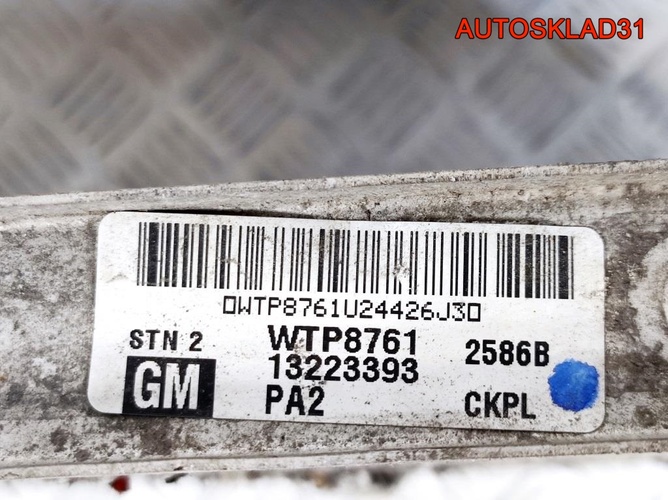 AUTOSKLAD31
0WTP8761U24426J30
STN 2
WTP8761
2586B
13223393
GM
PA2
CKPL